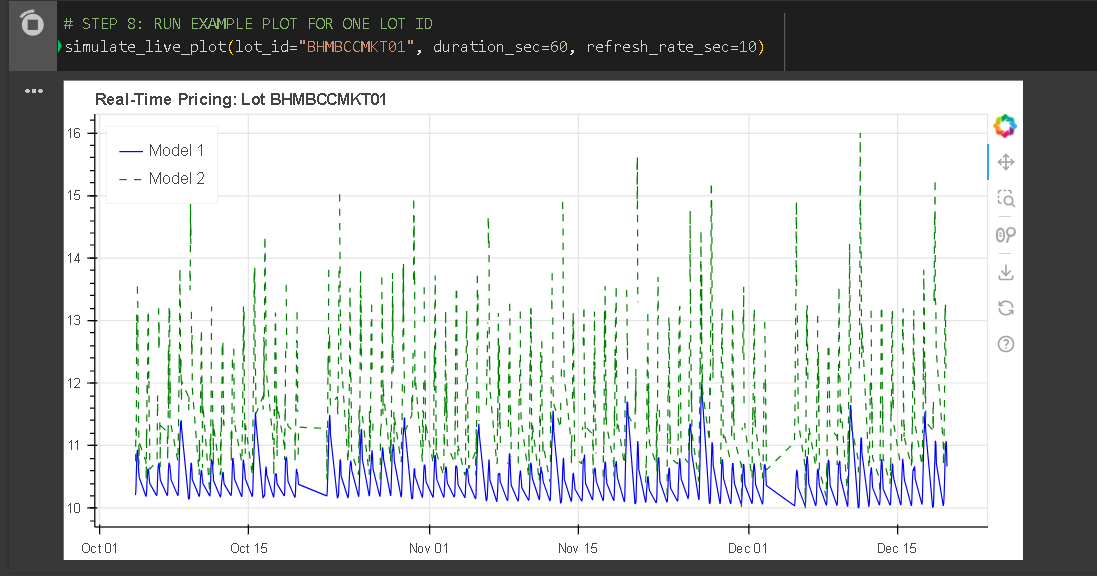 # STEP 8: RUN EXAMPLE PLOT FOR ONE LOT ID
simulate_live_plot(lot_id="BHMBCCMKT01", duration_sec=60, refresh_rate_sec=10)
Real-Time Pricing: Lot BHMBCCMKT01
Model 1
Model 2
16
15
14
13
12
11
10
Oct 01 Oct 15 Nov 01 Nov 15 Dec 01 Dec 15